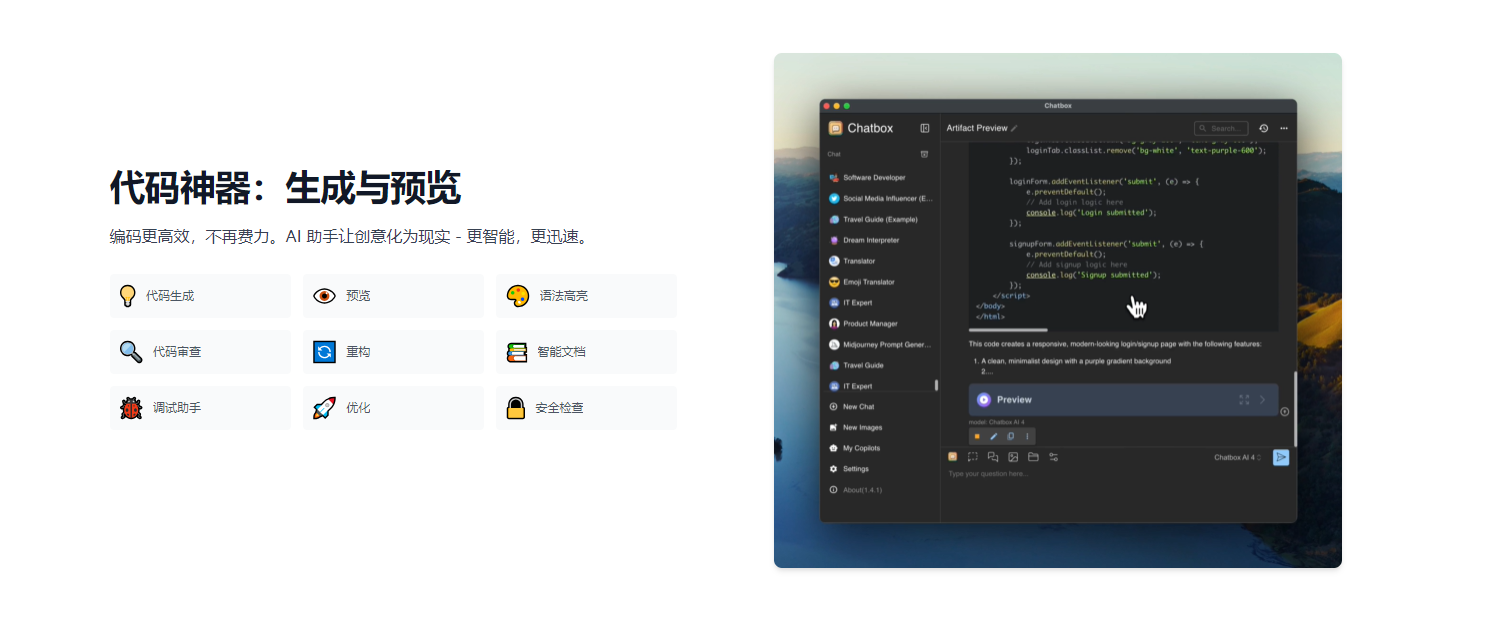 代码神器：生成与预览
编码更高效，不再费力。AI 助手让创意化为现实 - 更智能，更迅速。
代码生成
预览
语法高亮
代码审查
重构
智能文档
调试助手
优化
安全检查
Chatbox
Chatbox
Chat
Software Developer
Social Media Influencer (E...
Travel Guide (Example)
Dream Interpreter
Translator
Emoji Translator
IT Expert
Product Manager
Midjourney Prompt Gener...
Travel Guide
IT Expert
New Chat
New Images
My Copilots
Settings
About(1.4.1)
Artifact Preview
Search...
loginTab.classList.remove('bg-white', 'text-purple-600');
});
loginForm.addEventListener('submit', (e) => {
e.preventDefault();
// Add login logic here
console.log('Login submitted');
});
signupForm.addEventListener('submit', (e) => {
e.preventDefault();
// Add signup logic here
console.log('Signup submitted');
});
</script>
</body>
</html>
This code creates a responsive, modern-looking login/signup page with the following features:
1. A clean, minimalist design with a purple gradient background
2....
Preview
model: Chatbox AI 4
Chatbox AI 4
Type your question here...